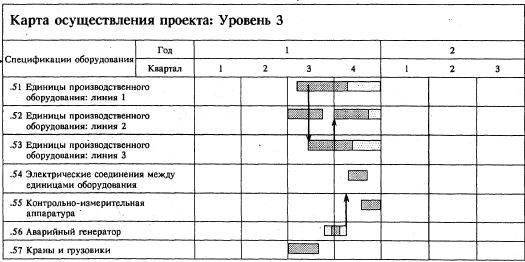 Карта осуществления проекта: Уровень 3
Год
1
2
Спецификации оборудования
Квартал
1
2
3
4
1
2
3
.51 Единицы производственного
оборудования: линия 1
.52 Единицы производственного
оборудования: линия 2
.53 Единицы производственного
оборудования: линия 3
.54 Электрические соединения между
единицами оборудования
.55 Контрольно-измерительная
аппаратура
.56 Аварийный генератор
.57 Краны и грузовики